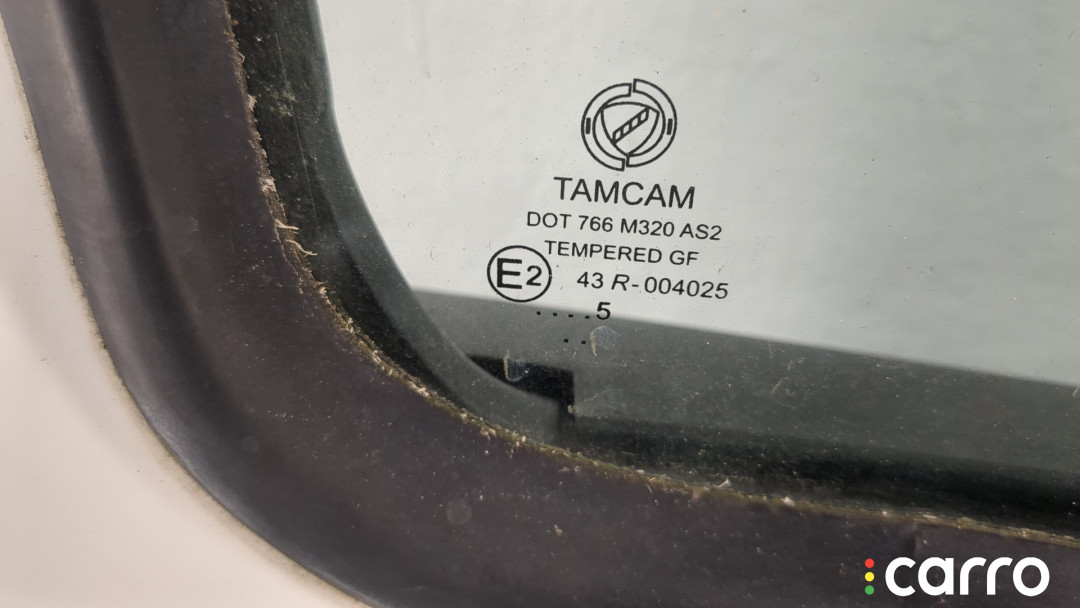 TAMCAM
DOT 766 M320 AS2
TEMPERED GF
E2 43 R-004025
....5
..
carro